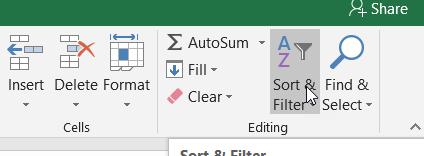 Share
AutoSum
Fill
Clear
Insert Delete Format
Sort & Filter
Find & Select
Cells
Editing
Sort & Filter